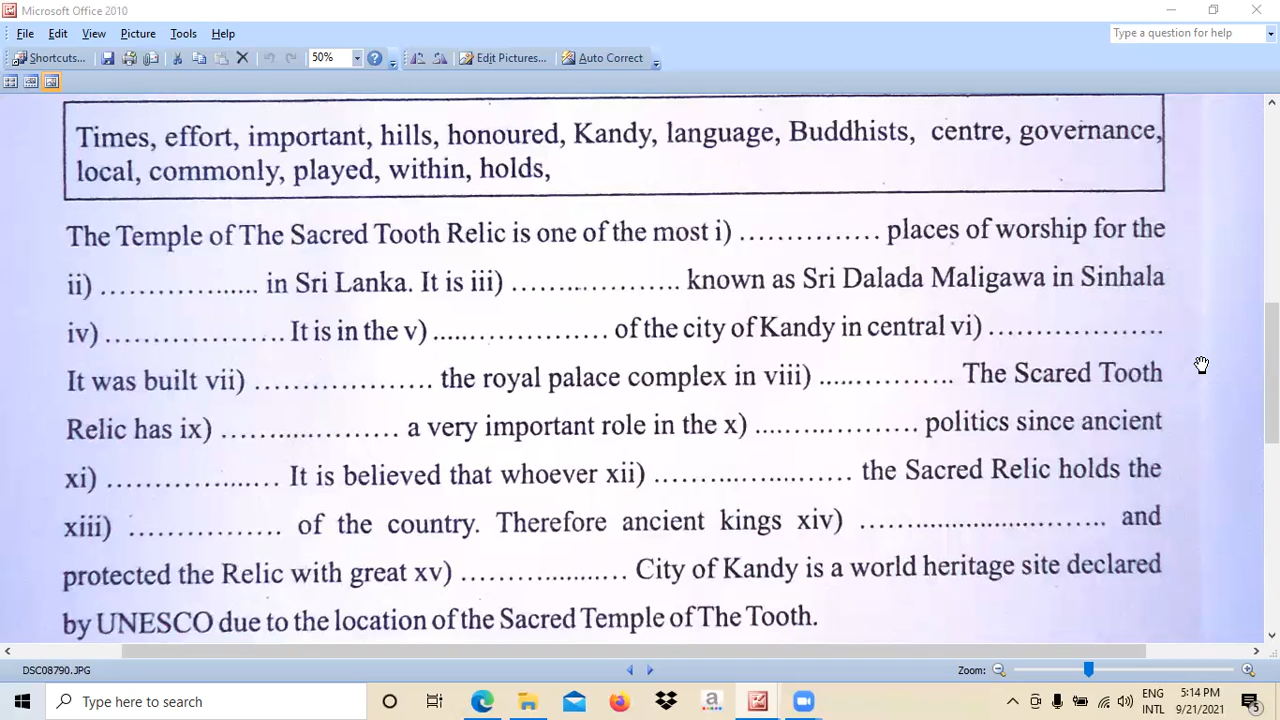 Microsoft Office 2010
File Edit View Picture Tools Help
Type a question for help
Shortcuts... 50% Edit Pictures... Auto Correct
Times, effort, important, hills, honoured, Kandy, language, Buddhists, centre, governance,
local, commonly, played, within, holds,
The Temple of The Sacred Tooth Relic is one of the most i) ............... places of worship for the
ii) .................... in Sri Lanka. It is iii) ..................... known as Sri Dalada Maligawa in Sinhala
iv) ................... It is in the v) ...................... of the city of Kandy in central vi) ...................
It was built vii) ................... the royal palace complex in viii) ................. The Scared Tooth
Relic has ix) ...................... a very important role in the x) .................... politics since ancient
xi) ..................... It is believed that whoever xii) ........................ the Sacred Relic holds the
xiii) ................ of the country. Therefore ancient kings xiv) .............................. and
protected the Relic with great xv) ..................... City of Kandy is a world heritage site declared
by UNESCO due to the location of the Sacred Temple of The Tooth.
DSC08790.JPG Zoom:
Type here to search
ENG 5:14 PM
INTL 9/21/2021 5